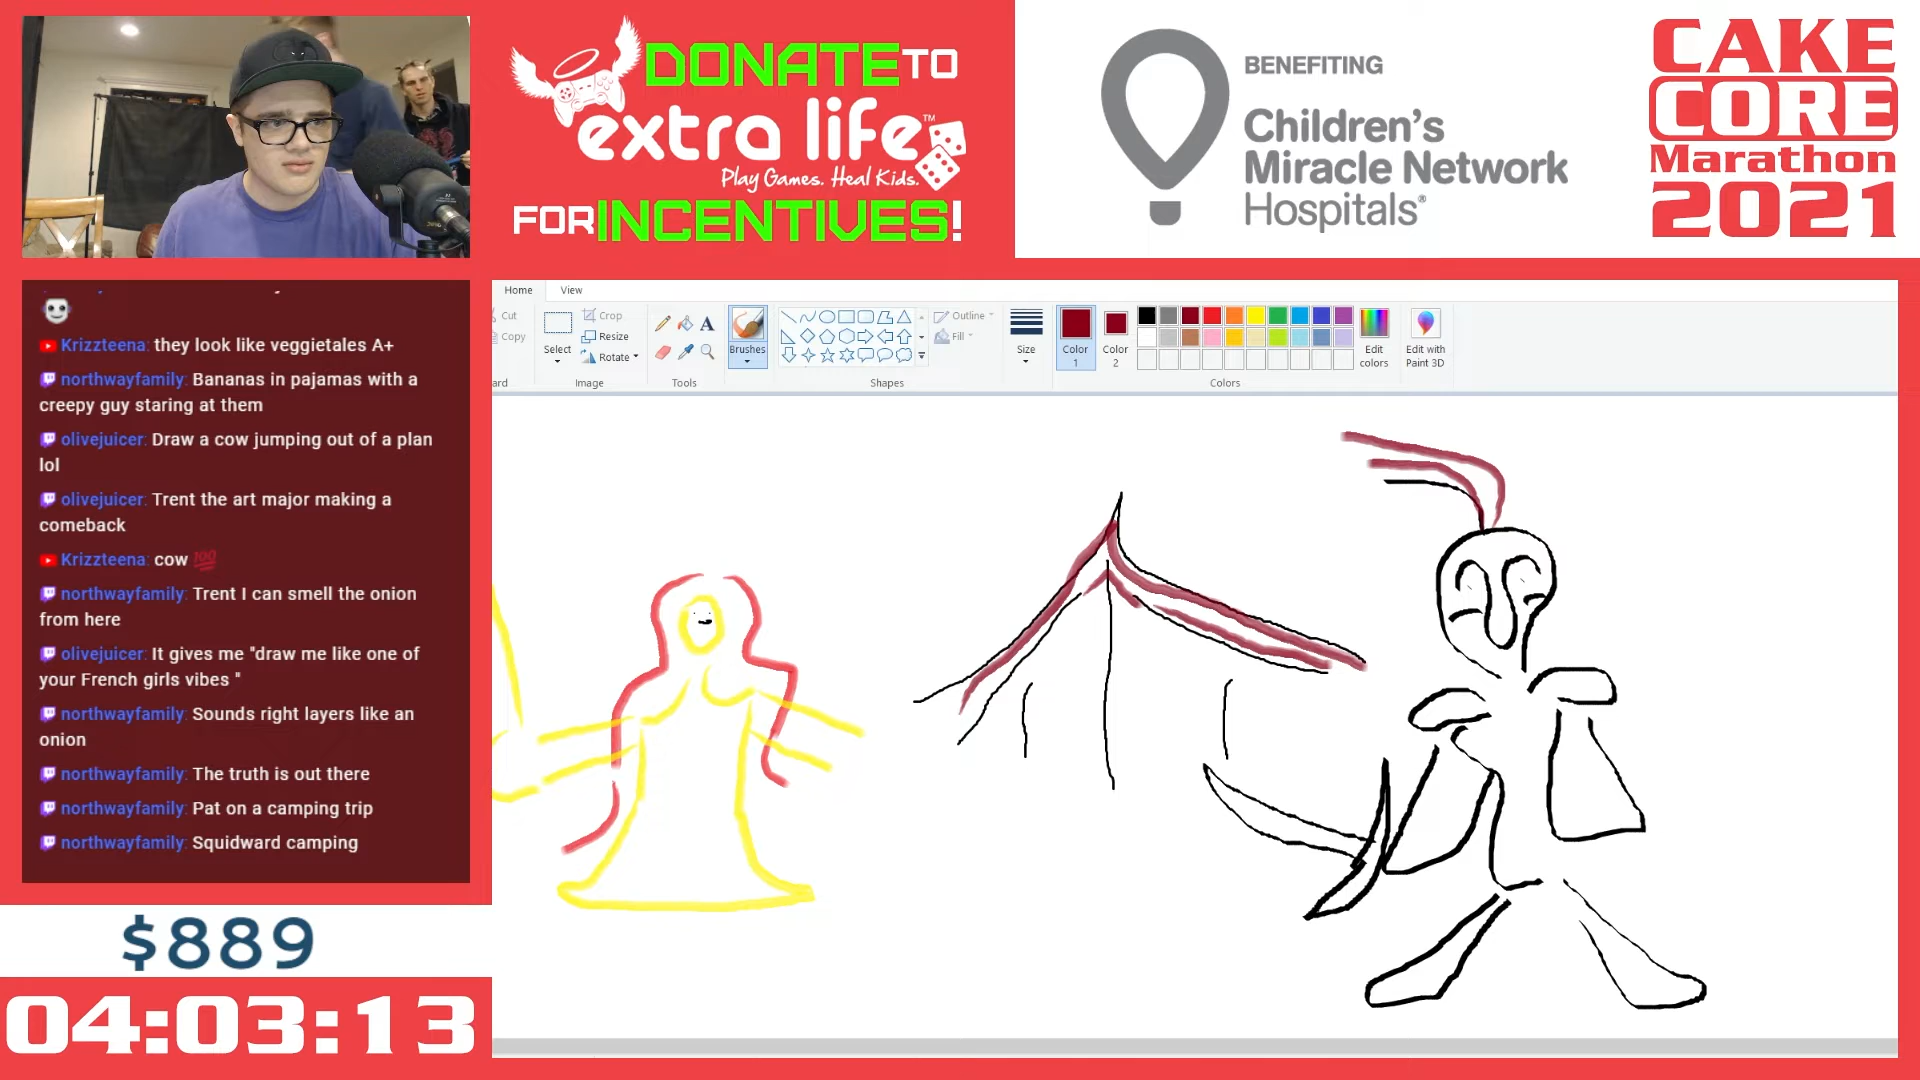 DONATE TO
extra life™
Play Games. Heal Kids.
FOR INCENTIVES!
BENEFITING
Children's
Miracle Network
Hospitals®
CAKE
CORE
Marathon
2021
Krizzteena: they look like veggietales A+
northwayfamily: Bananas in pajamas with a
creepy guy staring at them
olivejuicer: Draw a cow jumping out of a plan
lol
olivejuicer: Trent the art major making a
comeback
Krizzteena: cow 💯
northwayfamily: Trent I can smell the onion
from here
olivejuicer: It gives me "draw me like one of
your French girls vibes "
northwayfamily: Sounds right layers like an
onion
northwayfamily: The truth is out there
northwayfamily: Pat on a camping trip
northwayfamily: Squidward camping
$889
04:03:13
Home View
Cut
Copy
ard
Select
Crop
Resize
Rotate
Image
A
Tools
Brushes
Shapes
Outline
Fill
Size
Color
1
Color
2
Edit
colors
Edit with
Paint 3D
Colors